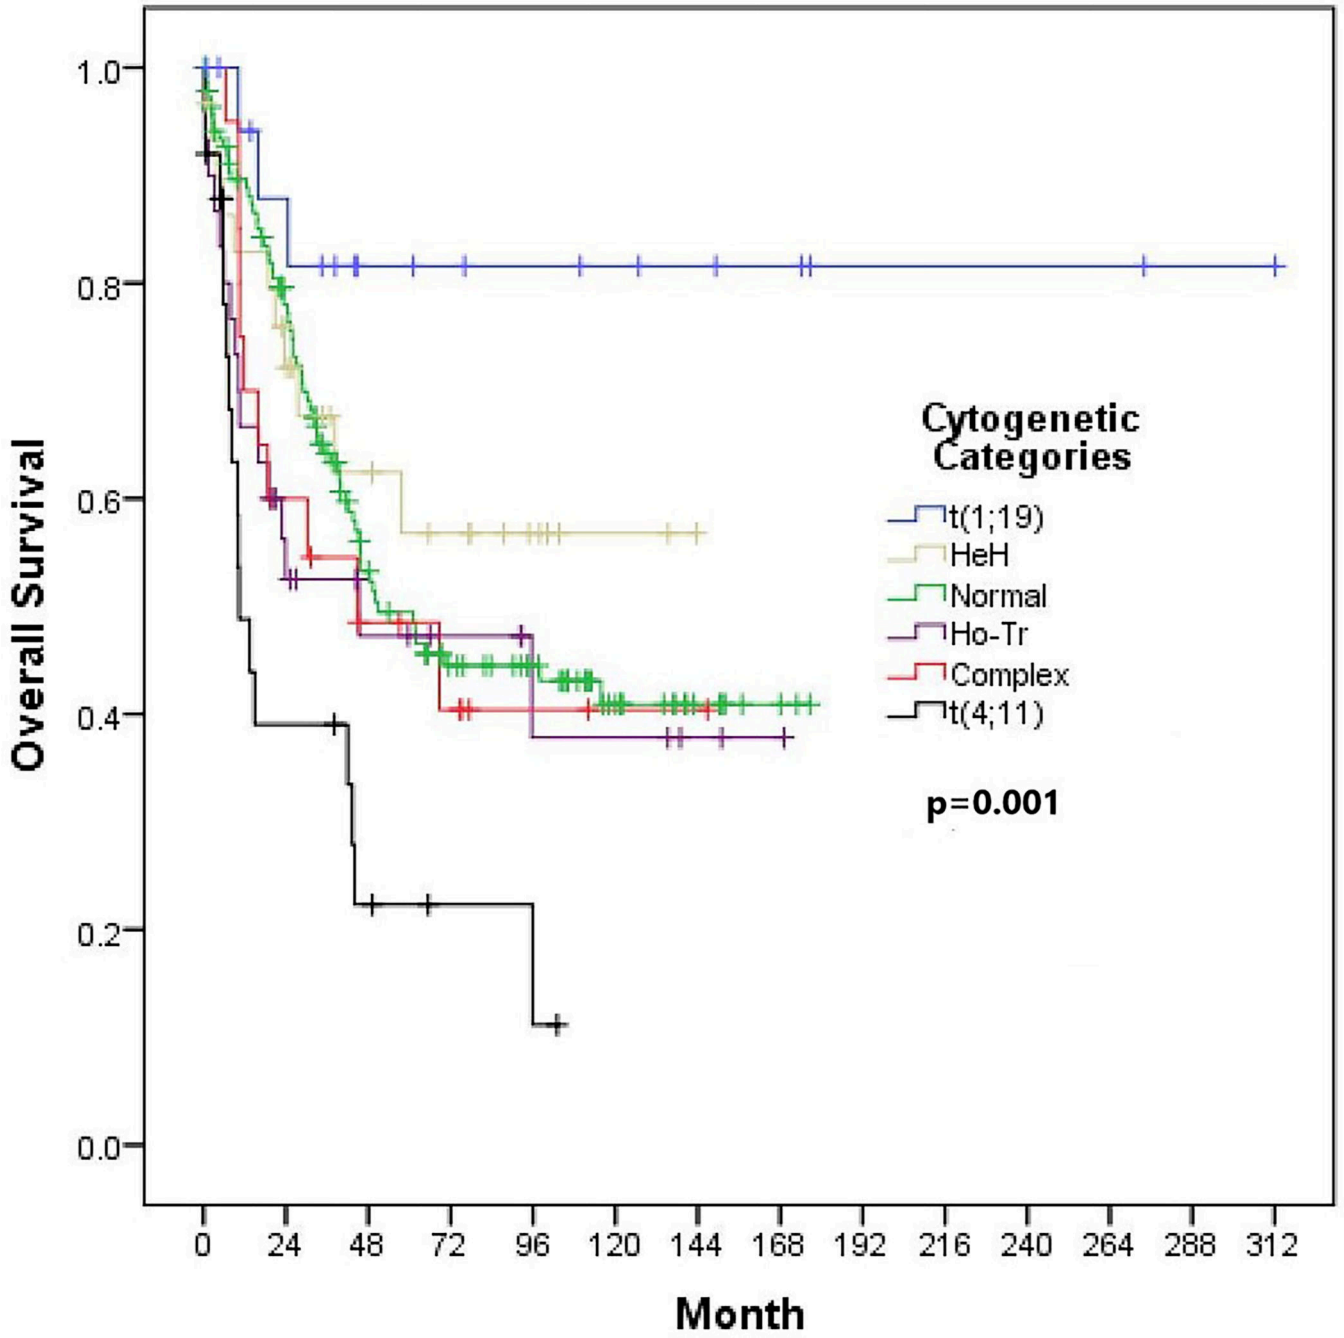 Overall Survival
1.0
0.8
0.6
0.4
0.2
0.0
Cytogenetic
Categories
t(1;19)
HeH
Normal
Ho-Tr
Complex
t(4;11)
p=0.001
0 24 48 72 96 120 144 168 192 216 240 264 288 312
Month